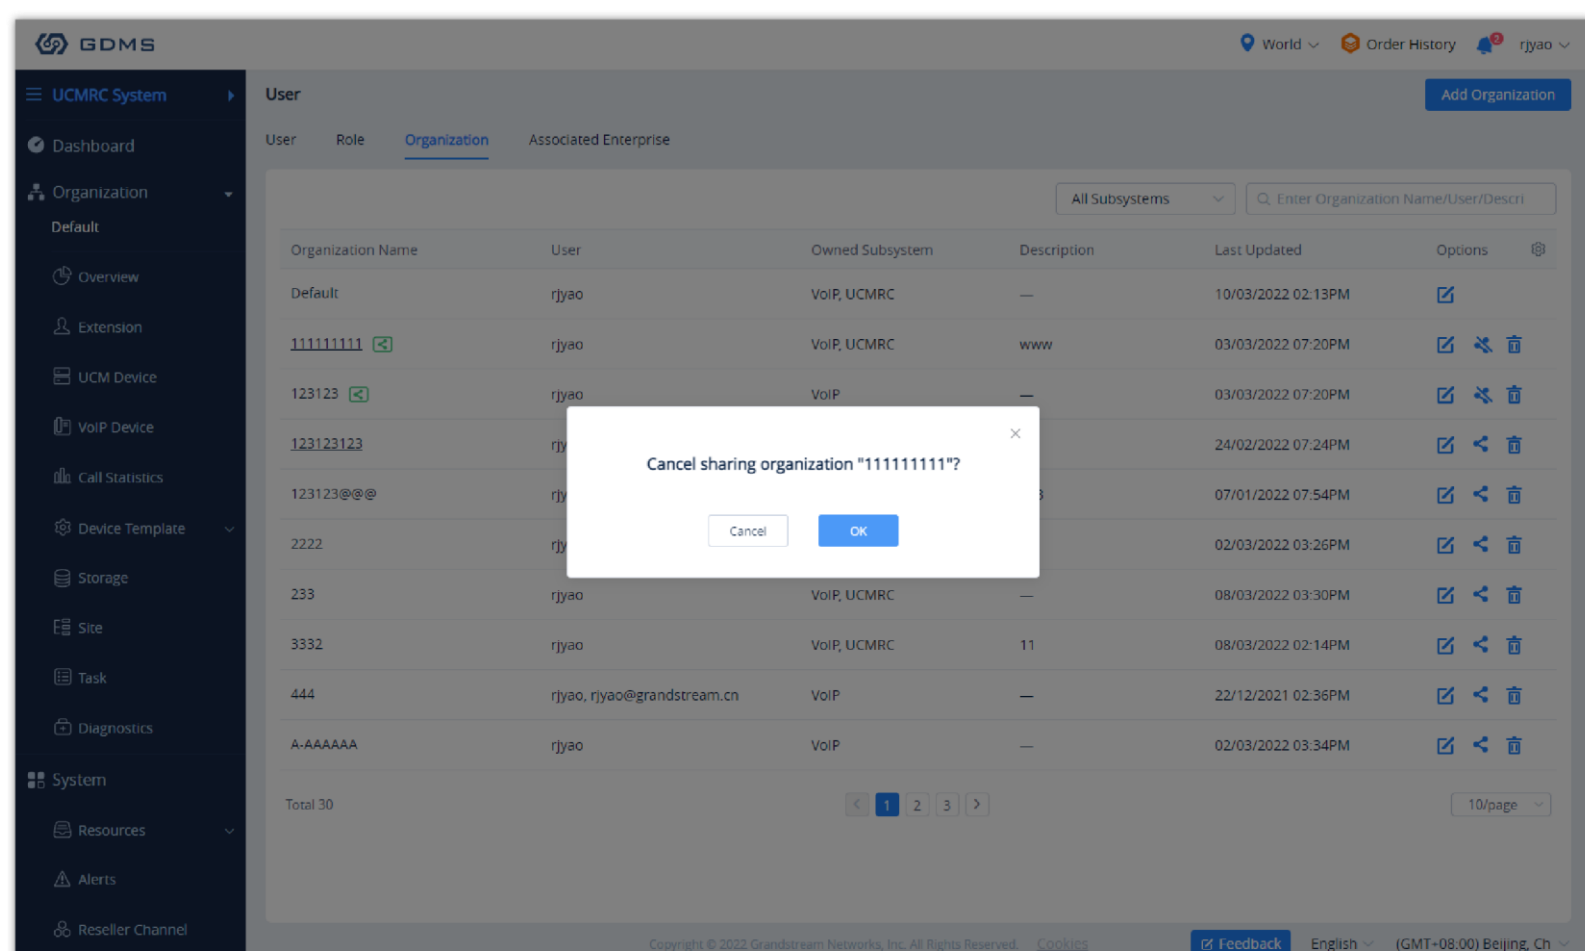 GDMS
World
Order History
2
rjyao
UCMRC System
User
Add Organization
Dashboard
User Role Organization Associated Enterprise
Organization
Default
All Subsystems
Enter Organization Name/User/Descri
Organization Name User Owned Subsystem Description Last Updated Options
Overview
Default rjyao VoIP, UCMRC — 10/03/2022 02:13PM
Extension
111111111 rjyao VoIP, UCMRC www 03/03/2022 07:20PM
UCM Device
123123 rjyao VoIP — 03/03/2022 07:20PM
VoIP Device
123123123 rjy 24/02/2022 07:24PM
Cancel sharing organization "111111111"?
Call Statistics
123123@@@ rjy 07/01/2022 07:54PM
Cancel OK
Device Template
2222 rjy 02/03/2022 03:26PM
Storage
233 rjyao VoIP, UCMRC — 08/03/2022 03:30PM
Site
3332 rjyao VoIP, UCMRC 11 08/03/2022 02:14PM
Task
444 rjyao, rjyao@grandstream.cn VoIP — 22/12/2021 02:36PM
Diagnostics
A-AAAAAA rjyao VoIP — 02/03/2022 03:34PM
System
Total 30 1 2 3 10/page
Resources
Alerts
Reseller Channel
Copyright © 2022 Grandstream Networks, Inc. All Rights Reserved. Cookies Feedback English (GMT+08:00) Beijing, Ch